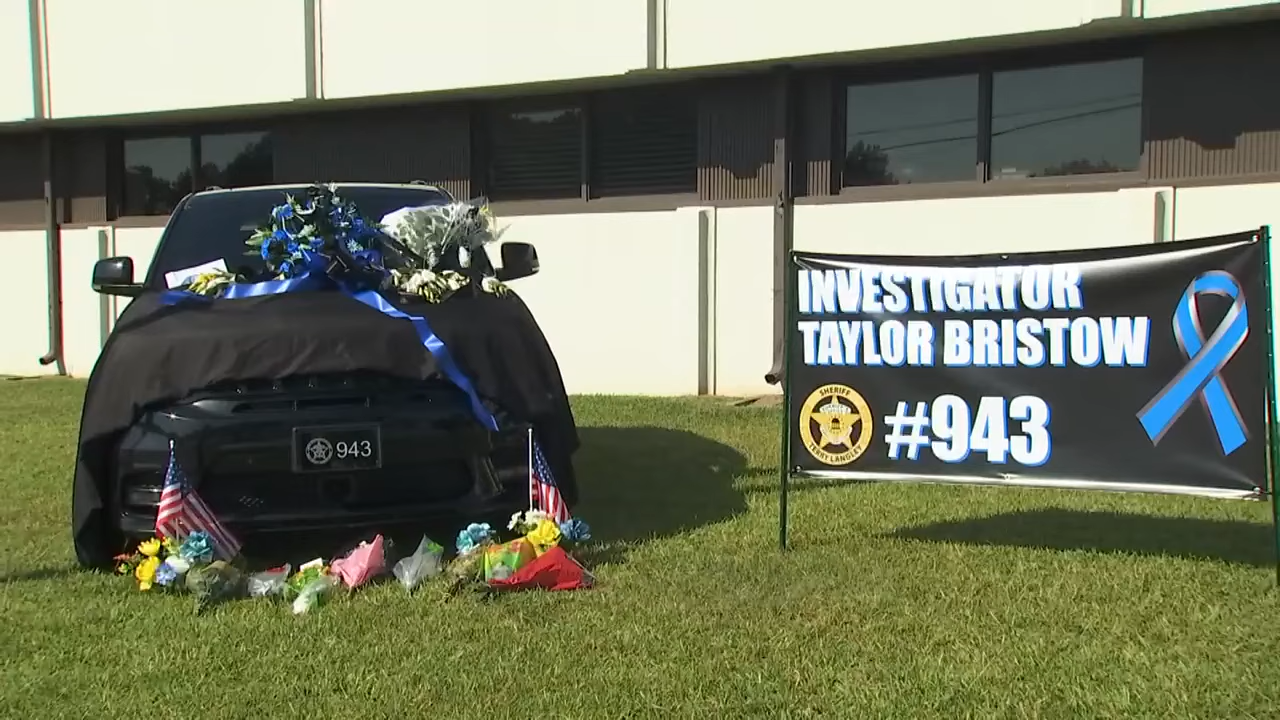 INVESTIGATOR
TAYLOR BRISTOW
#943
SHERIFF
TERRY LANGLEY
943